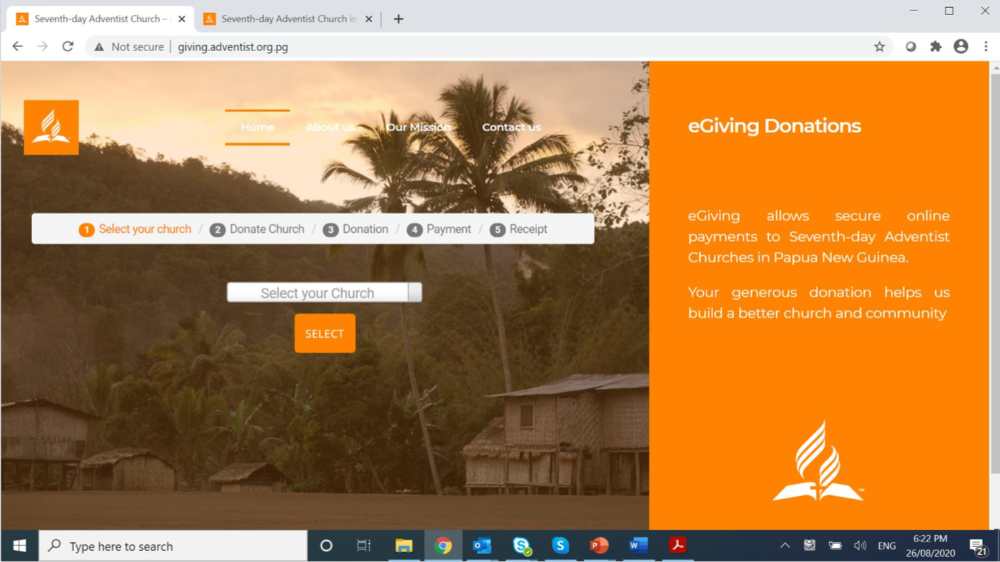 Seventh-day Adventist Church –
Seventh-day Adventist Church in
Not secure
giving.adventist.org.pg
Home
About us
Our Mission
Contact us
1 Select your church / 2 Donate Church / 3 Donation / 4 Payment / 5 Receipt
Select your Church
SELECT
eGiving Donations
eGiving allows secure online
payments to Seventh-day Adventist
Churches in Papua New Guinea.
Your generous donation helps us
build a better church and community
TM
Type here to search
ENG
6:22 PM
26/08/2020
21